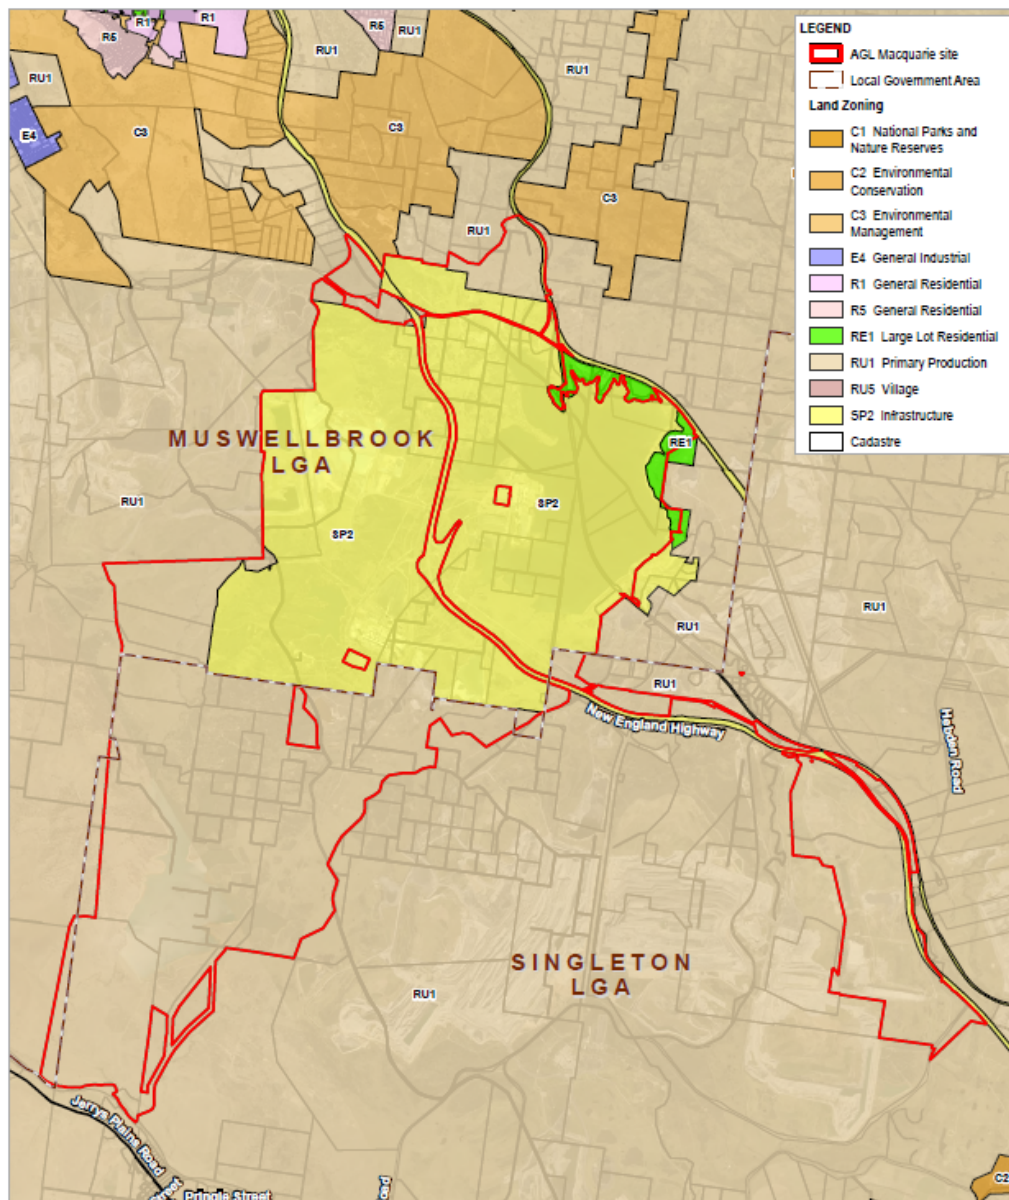 R1
R1
R5
R5
RU1
RU1
RU1
RU1
E4
C3
C3
C3
RU1
LEGEND
AGL Macquarie site
Local Government Area
Land Zoning
C1 National Parks and
Nature Reserves
C2 Environmental
Conservation
C3 Environmental
Management
E4 General Industrial
R1 General Residential
R5 General Residential
RE1 Large Lot Residential
RU1 Primary Production
RU5 Village
SP2 Infrastructure
Cadastre
MUSWELLBROOK
LGA
RE1
RU1
SP2
SP2
RU1
RU1
RU1
New England Highway
Hebden Road
SINGLETON
LGA
RU1
Jerrys Plains Road
Pringle Street
C2